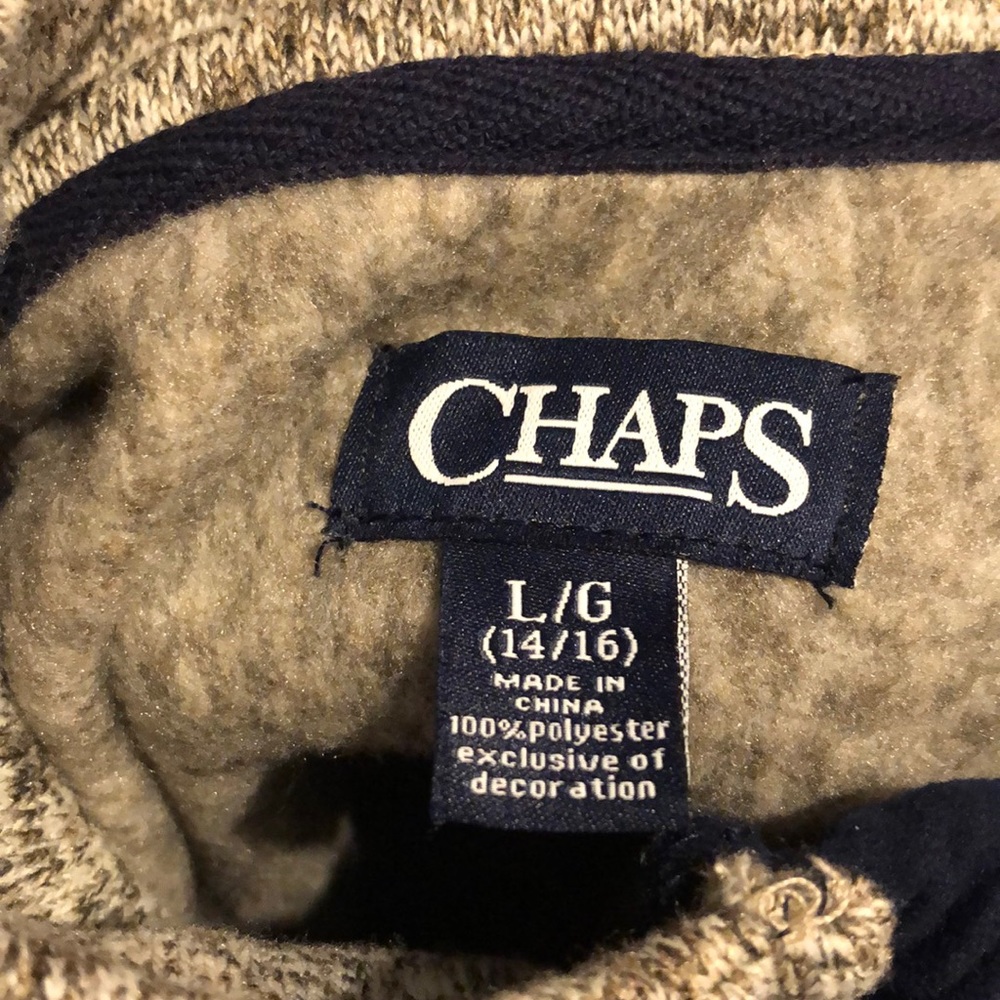 CHAPS
L/G
(14/16)
MADE IN
CHINA
100%polyester
exclusive of
decoration